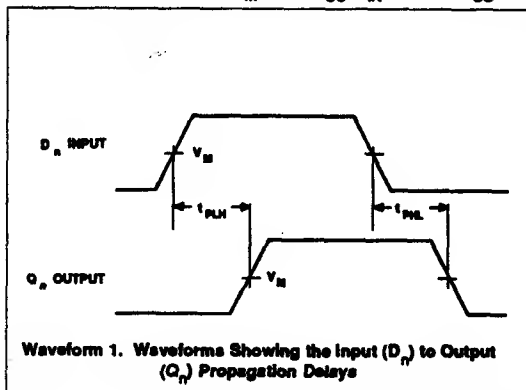 Dn INPUT
VM
tPLH
tPHL
Qn OUTPUT
VM
Waveform 1. Waveforms Showing the Input (Dn) to Output
(Qn) Propagation Delays